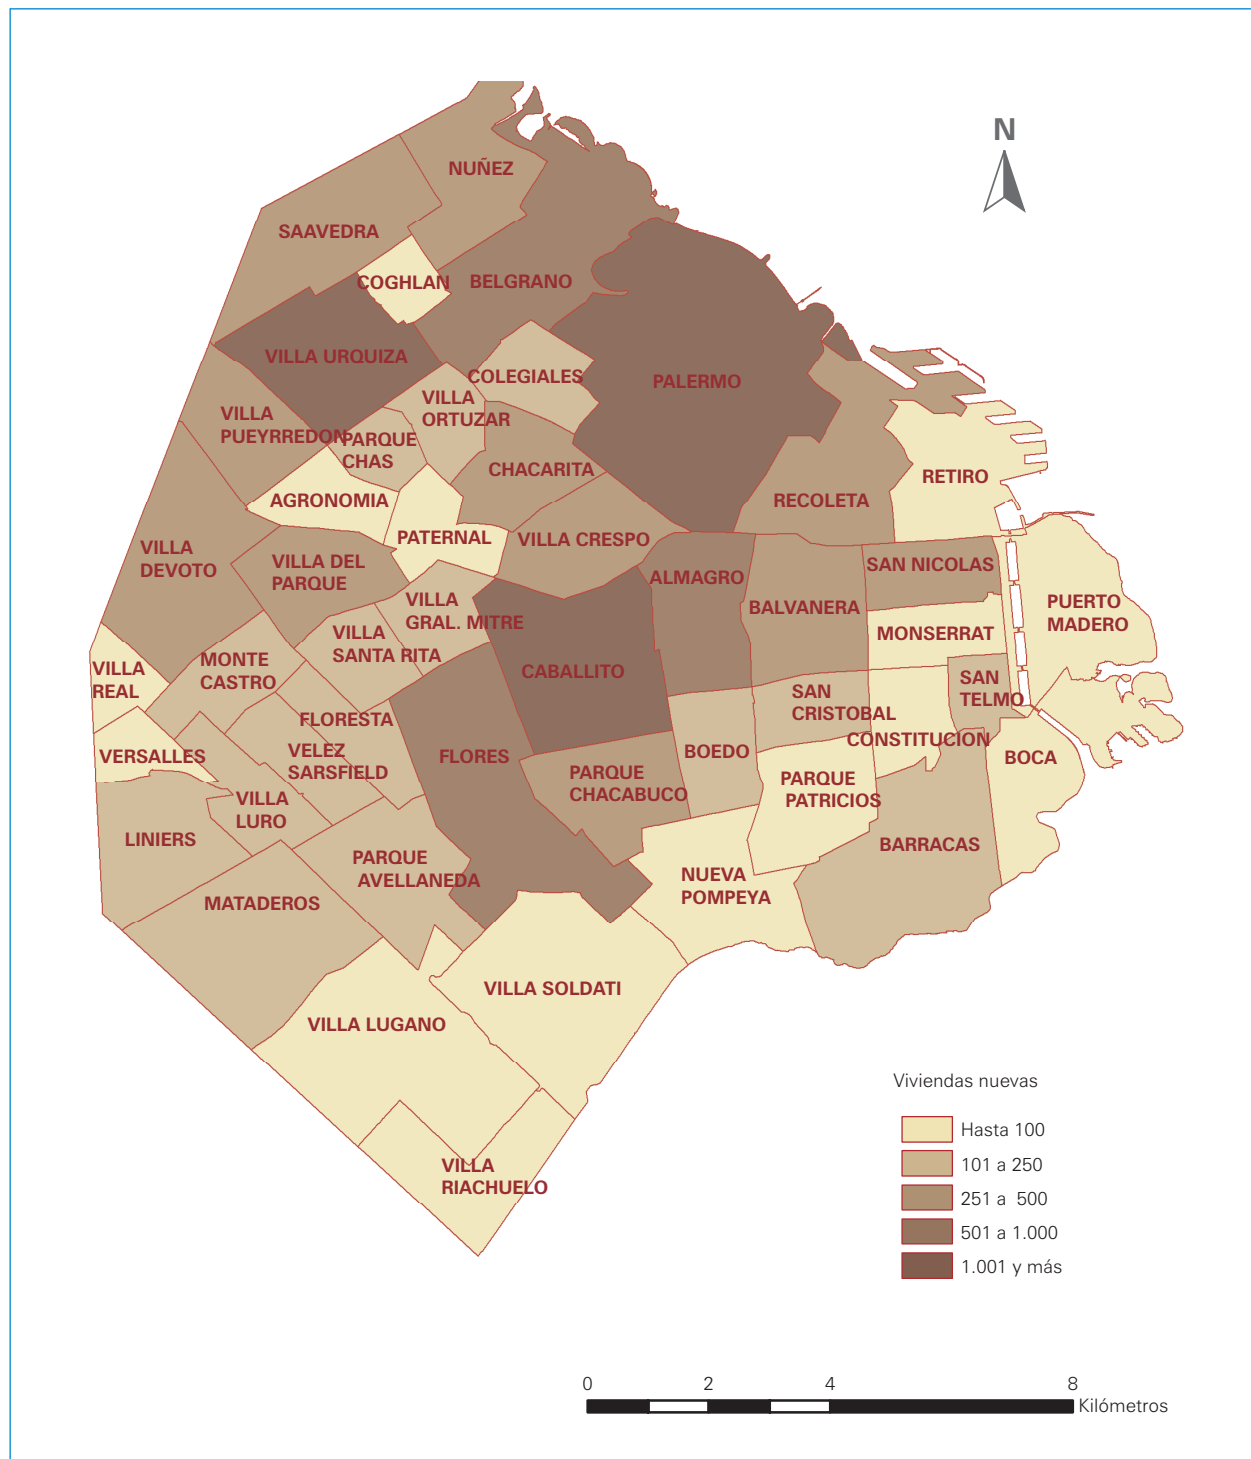 N
NUÑEZ
SAAVEDRA
COGHLAN
BELGRANO
VILLA URQUIZA
COLEGIALES
PALERMO
VILLA
ORTUZAR
VILLA
PUEYRREDON
PARQUE
CHAS
CHACARITA
RETIRO
AGRONOMIA
RECOLETA
PATERNAL
VILLA CRESPO
VILLA
DEVOTO
VILLA DEL
PARQUE
ALMAGRO
SAN NICOLAS
BALVANERA
PUERTO
MADERO
VILLA
GRAL. MITRE
MONSERRAT
VILLA
SANTA RITA
MONTE
CASTRO
VILLA
REAL
CABALLITO
SAN
TELMO
SAN
CRISTOBAL
FLORESTA
CONSTITUCION
VERSALLES
VELEZ
SARSFIELD
FLORES
BOEDO
BOCA
PARQUE
CHACABUCO
PARQUE
PATRICIOS
VILLA
LURO
LINIERS
BARRACAS
PARQUE
AVELLANEDA
NUEVA
POMPEYA
MATADEROS
VILLA SOLDATI
VILLA LUGANO
VILLA
RIACHUELO
Viviendas nuevas
Hasta 100
101 a 250
251 a 500
501 a 1.000
1.001 y más
0 2 4 8
Kilómetros